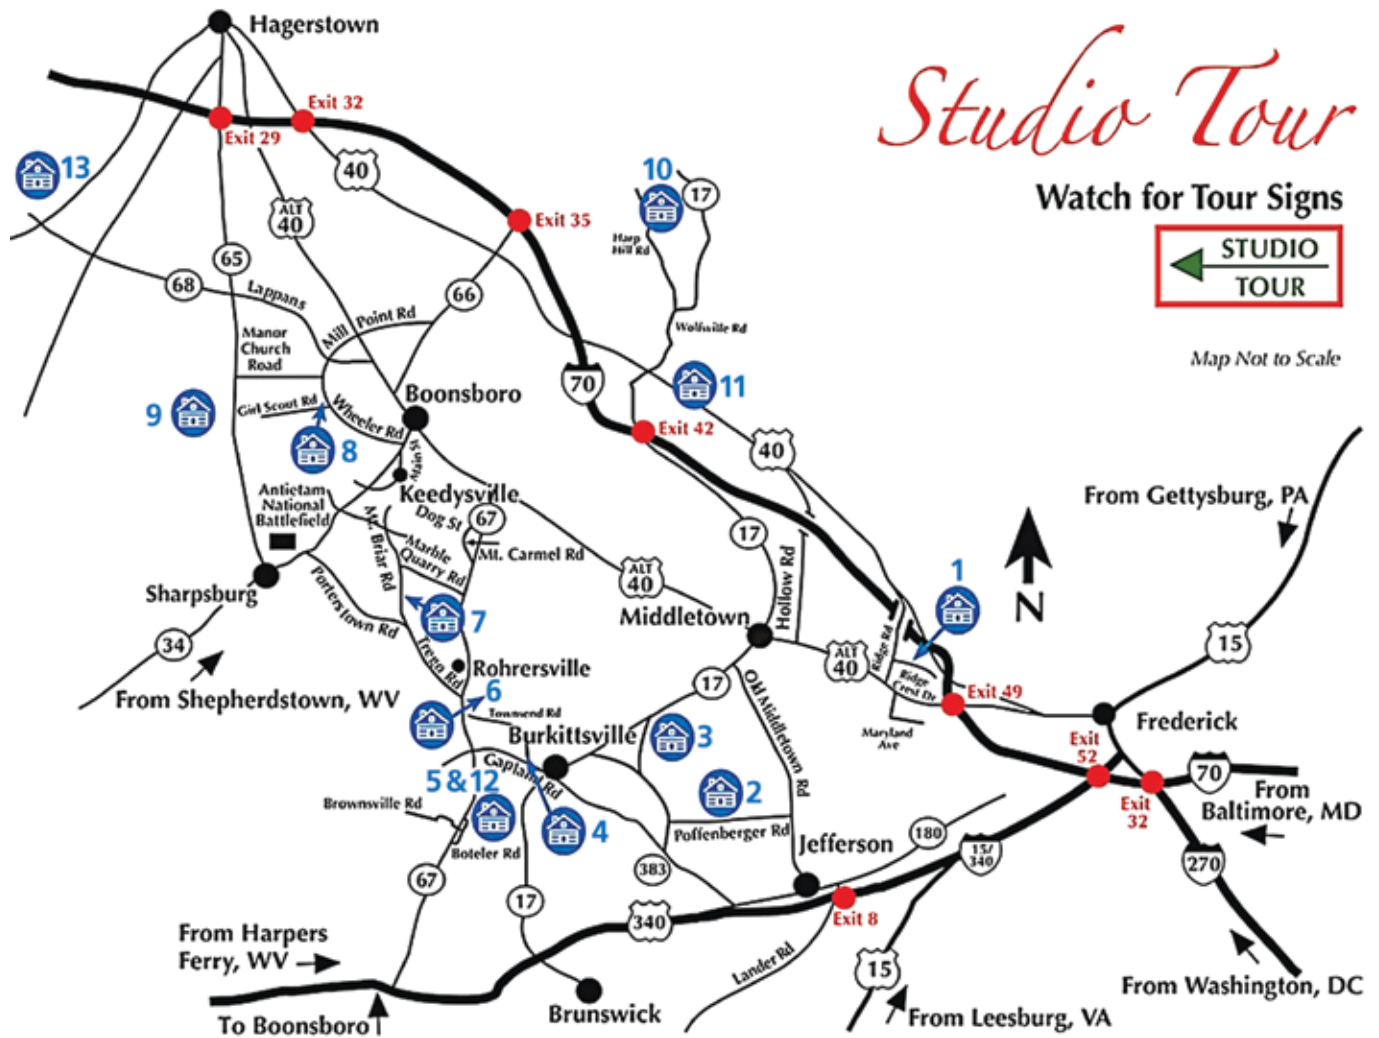 Hagerstown
Studio Tour
Watch for Tour Signs
STUDIO
TOUR
Map Not to Scale
Exit 32
Exit 29
13
40
ALT
40
10
17
Harp
Hill Rd
Exit 35
65
68
Lappans
66
Mill Point Rd
Wolfsville Rd
Manor
Church
Road
70
11
Boonsboro
9
Girl Scout Rd
Wheeler Rd
8
Exit 42
40
Main St
Keedysville
Antietam
National
Battlefield
Dog St
67
Mt. Briar Rd
Marble
Quarry Rd
Mt. Carmel Rd
17
Hollow Rd
From Gettysburg, PA
1
N
ALT
40
Sharpsburg
Porterstown Rd
7
Middletown
34
Trego Rd
Rohrersville
Ridge Rd
ALT
40
Ridge
Crest Dr
15
From Shepherdstown, WV
6
Townsend Rd
17
Old Middletown Rd
Exit 49
Maryland
Ave
Frederick
Burkittsville
3
Exit
52
5 & 12
Gapland Rd
2
70
From
Baltimore, MD
Exit
32
Brownsville Rd
4
Boteler Rd
Poffenberger Rd
Jefferson
180
15/
340
270
67
17
383
340
Exit 8
From Harpers
Ferry, WV
Lander Rd
15
From Washington, DC
To Boonsboro
Brunswick
From Leesburg, VA